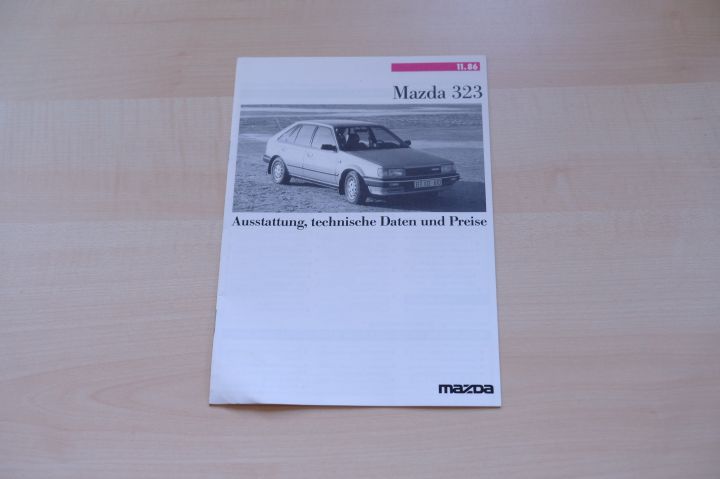 11.86
Mazda 323
Ausstattung, technische Daten und Preise
mazda